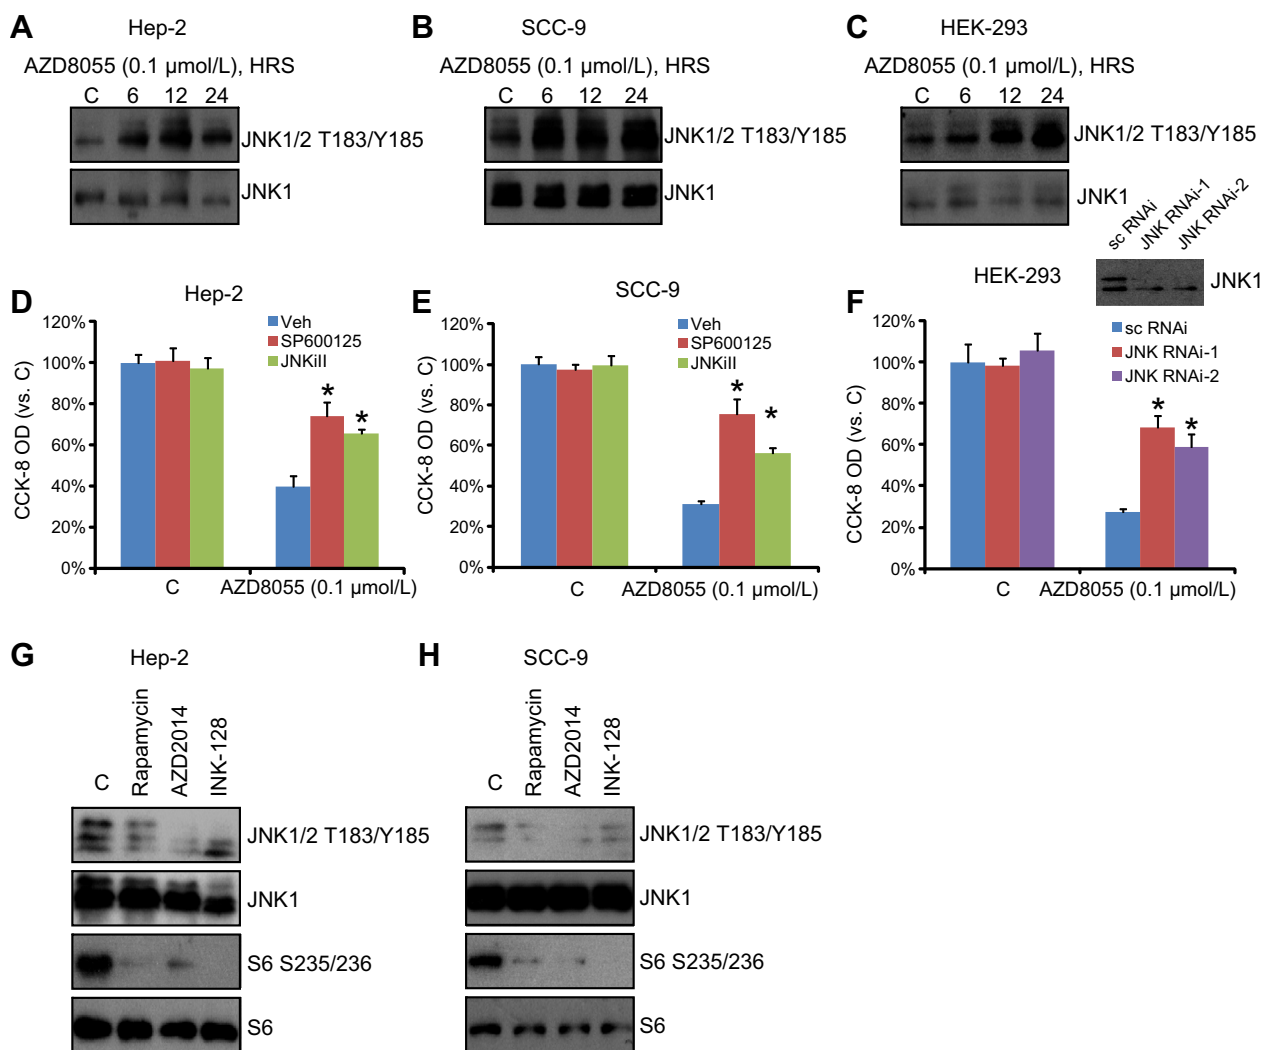 A
Hep-2
AZD8055 (0.1 µmol/L), HRS
C 6 12 24
JNK1/2 T183/Y185
JNK1
B
SCC-9
AZD8055 (0.1 µmol/L), HRS
C 6 12 24
JNK1/2 T183/Y185
JNK1
C
HEK-293
AZD8055 (0.1 µmol/L), HRS
C 6 12 24
JNK1/2 T183/Y185
JNK1
D
Hep-2
Veh
SP600125
JNKiII
CCK-8 OD (vs. C)
120%
100%
80%
60%
40%
20%
0%
* *
C AZD8055 (0.1 µmol/L)
E
SCC-9
Veh
SP600125
JNKiII
CCK-8 OD (vs. C)
120%
100%
80%
60%
40%
20%
0%
* *
C AZD8055 (0.1 µmol/L)
F
HEK-293
sc RNAi
JNK RNAi-1
JNK RNAi-2
JNK1
sc RNAi
JNK RNAi-1
JNK RNAi-2
CCK-8 OD (vs. C)
120%
100%
80%
60%
40%
20%
0%
* *
C AZD8055 (0.1 µmol/L)
G
Hep-2
C
Rapamycin
AZD2014
INK-128
JNK1/2 T183/Y185
JNK1
S6 S235/236
S6
H
SCC-9
C
Rapamycin
AZD2014
INK-128
JNK1/2 T183/Y185
JNK1
S6 S235/236
S6